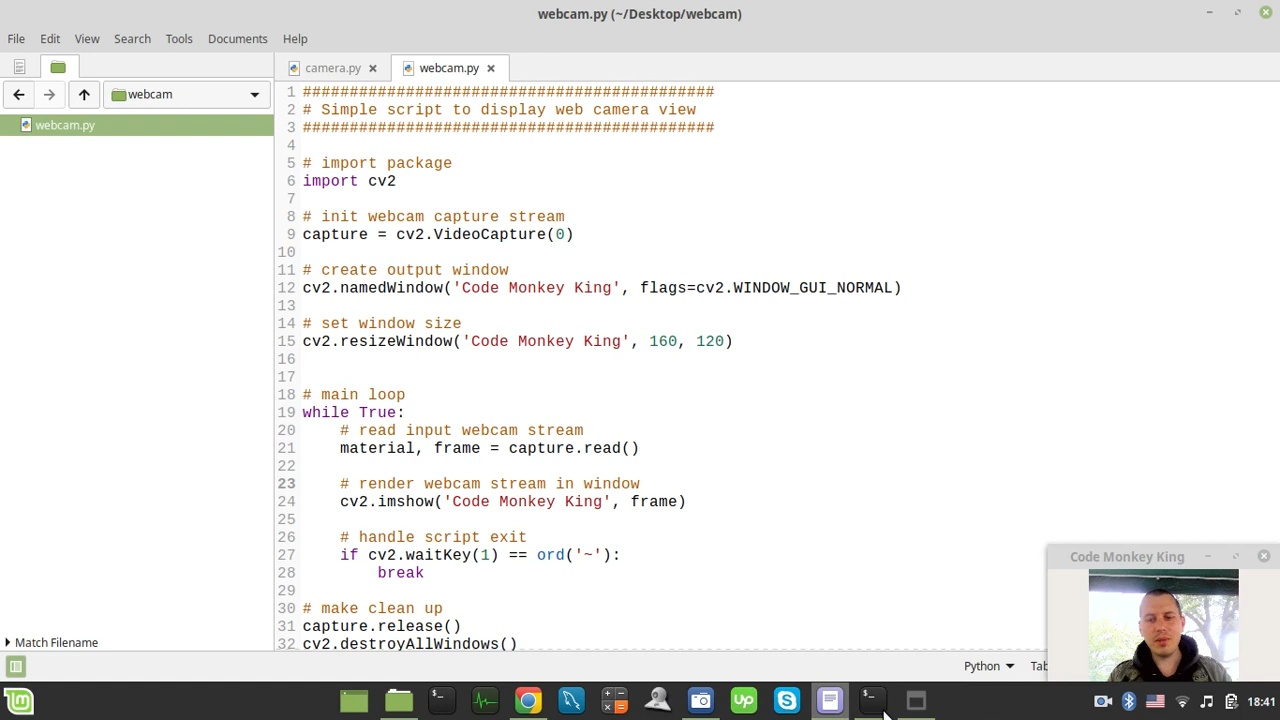 webcam.py (~/Desktop/webcam)
File Edit View Search Tools Documents Help
camera.py
webcam.py
webcam
webcam.py
1 ############################################
2 # Simple script to display web camera view
3 ############################################
4
5 # import package
6 import cv2
7
8 # init webcam capture stream
9 capture = cv2.VideoCapture(0)
10
11 # create output window
12 cv2.namedWindow('Code Monkey King', flags=cv2.WINDOW_GUI_NORMAL)
13
14 # set window size
15 cv2.resizeWindow('Code Monkey King', 160, 120)
16
17
18 # main loop
19 while True:
20     # read input webcam stream
21     material, frame = capture.read()
22
23     # render webcam stream in window
24     cv2.imshow('Code Monkey King', frame)
25
26     # handle script exit
27     if cv2.waitKey(1) == ord('~'):
28         break
29
30 # make clean up
31 capture.release()
32 cv2.destroyAllWindows()
Code Monkey King
Match Filename
Python
Tab
$_
up
$_
18:41